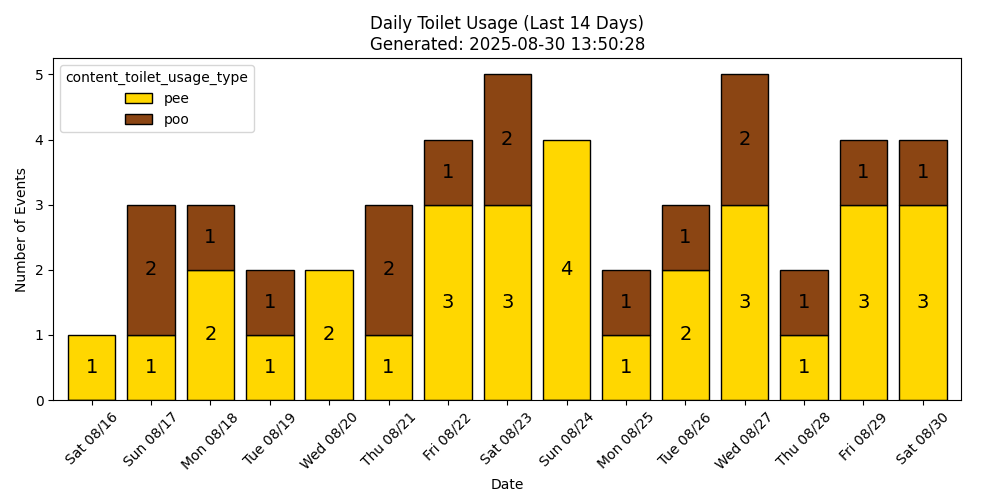 Daily Toilet Usage (Last 14 Days)
Generated: 2025-08-30 13:50:28
content_toilet_usage_type
pee
poo
Number of Events
5
4
3
2
1
0
1
2
1
1
2
1
1
2
2
1
1
3
2
3
4
1
1
1
2
2
3
1
1
1
3
1
3
Sat 08/16
Sun 08/17
Mon 08/18
Tue 08/19
Wed 08/20
Thu 08/21
Fri 08/22
Sat 08/23
Sun 08/24
Mon 08/25
Tue 08/26
Wed 08/27
Thu 08/28
Fri 08/29
Sat 08/30
Date